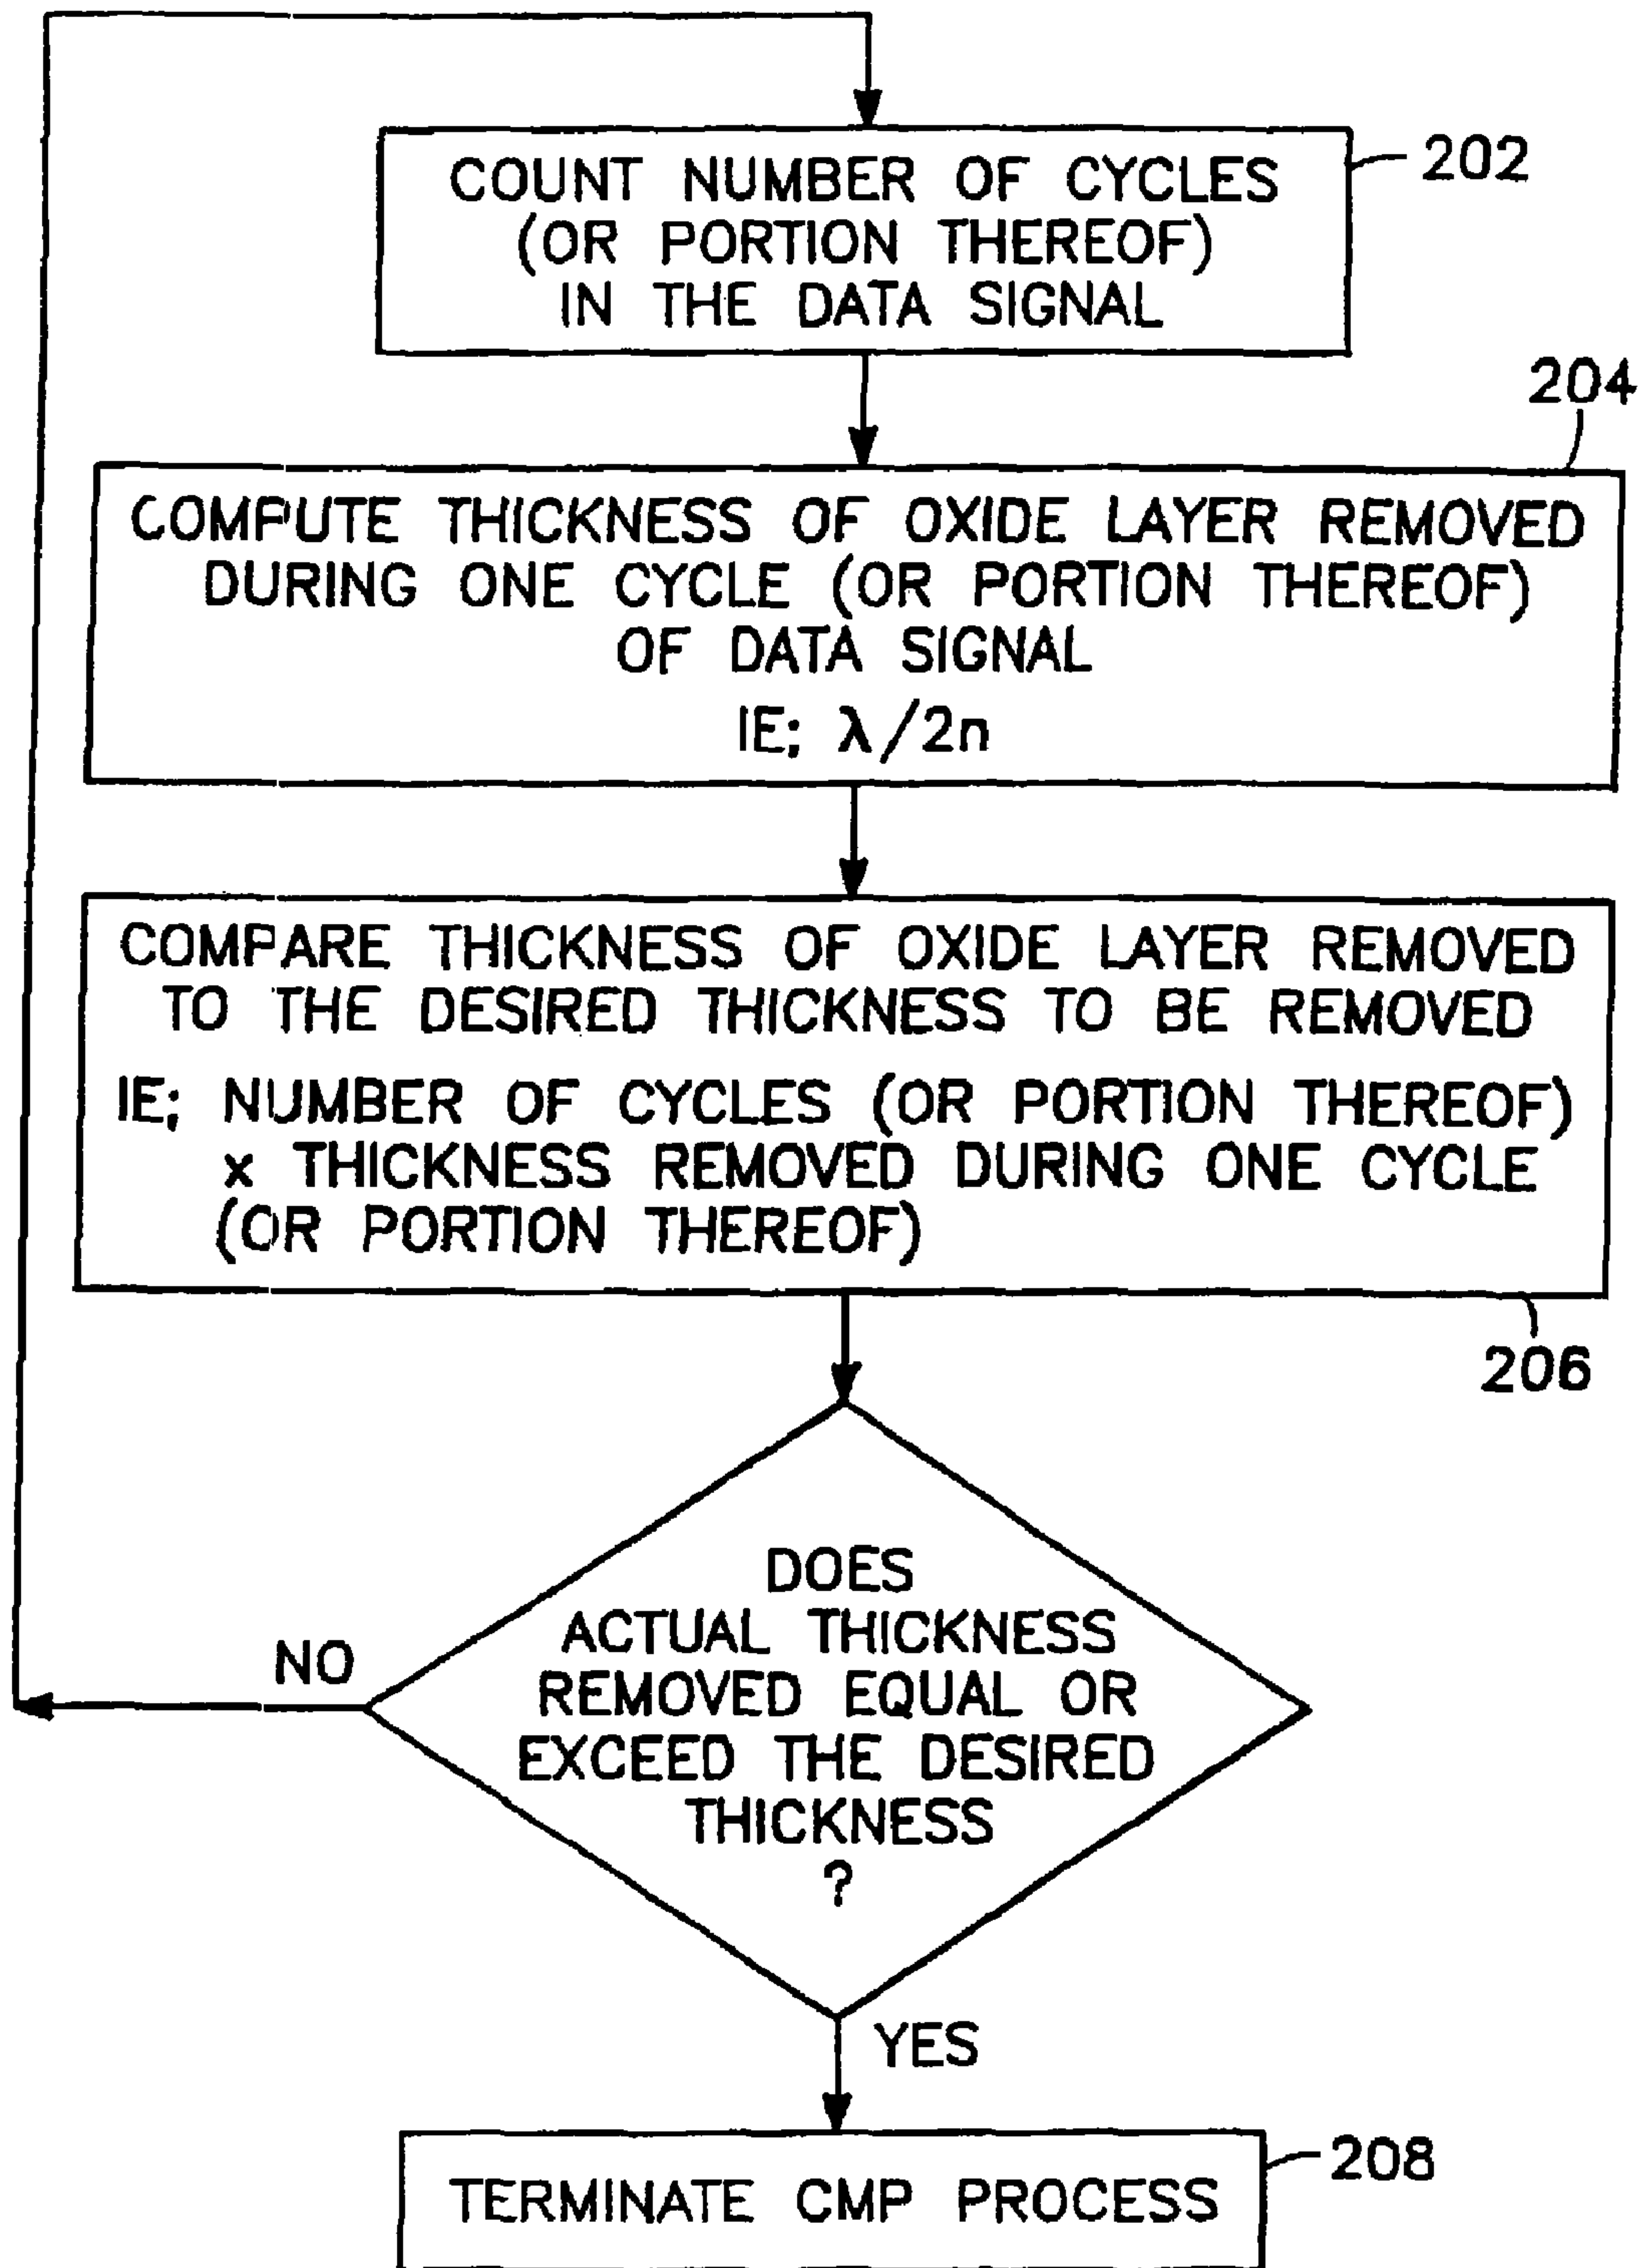 COUNT NUMBER OF CYCLES
(OR PORTION THEREOF)
IN THE DATA SIGNAL
202
204
COMPUTE THICKNESS OF OXIDE LAYER REMOVED
DURING ONE CYCLE (OR PORTION THEREOF)
OF DATA SIGNAL
IE; λ/2n
COMPARE THICKNESS OF OXIDE LAYER REMOVED
TO THE DESIRED THICKNESS TO BE REMOVED
IE; NUMBER OF CYCLES (OR PORTION THEREOF)
x THICKNESS REMOVED DURING ONE CYCLE
(OR PORTION THEREOF)
206
DOES
ACTUAL THICKNESS
REMOVED EQUAL OR
EXCEED THE DESIRED
THICKNESS
?
NO
YES
TERMINATE CMP PROCESS
208